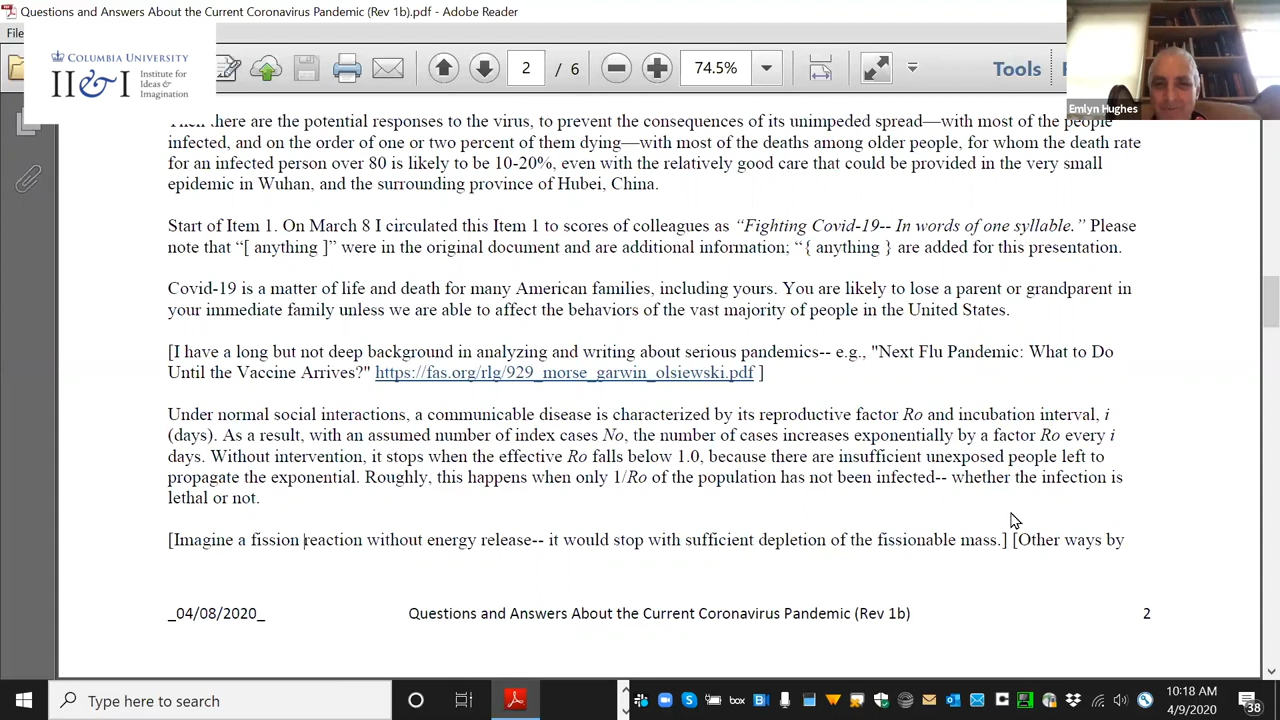 Questions and Answers About the Current Coronavirus Pandemic (Rev 1b).pdf - Adobe Reader
File
COLUMBIA UNIVERSITY
II&I
Institute for
Ideas &
Imagination
2 / 6
74.5%
Tools
Emlyn Hughes
Then there are the potential responses to the virus, to prevent the consequences of its unimpeded spread—with most of the people
infected, and on the order of one or two percent of them dying—with most of the deaths among older people, for whom the death rate
for an infected person over 80 is likely to be 10-20%, even with the relatively good care that could be provided in the very small
epidemic in Wuhan, and the surrounding province of Hubei, China.
Start of Item 1. On March 8 I circulated this Item 1 to scores of colleagues as “Fighting Covid-19-- In words of one syllable.” Please
note that “[ anything ]” were in the original document and are additional information; “{ anything } are added for this presentation.
Covid-19 is a matter of life and death for many American families, including yours. You are likely to lose a parent or grandparent in
your immediate family unless we are able to affect the behaviors of the vast majority of people in the United States.
[I have a long but not deep background in analyzing and writing about serious pandemics-- e.g., "Next Flu Pandemic: What to Do
Until the Vaccine Arrives?" https://fas.org/rlg/929_morse_garwin_olsiewski.pdf ]
Under normal social interactions, a communicable disease is characterized by its reproductive factor Ro and incubation interval, i
(days). As a result, with an assumed number of index cases No, the number of cases increases exponentially by a factor Ro every i
days. Without intervention, it stops when the effective Ro falls below 1.0, because there are insufficient unexposed people left to
propagate the exponential. Roughly, this happens when only 1/Ro of the population has not been infected-- whether the infection is
lethal or not.
[Imagine a fission reaction without energy release-- it would stop with sufficient depletion of the fissionable mass.] [Other ways by
_04/08/2020_ Questions and Answers About the Current Coronavirus Pandemic (Rev 1b) 2
Type here to search
box
10:18 AM
4/9/2020
38